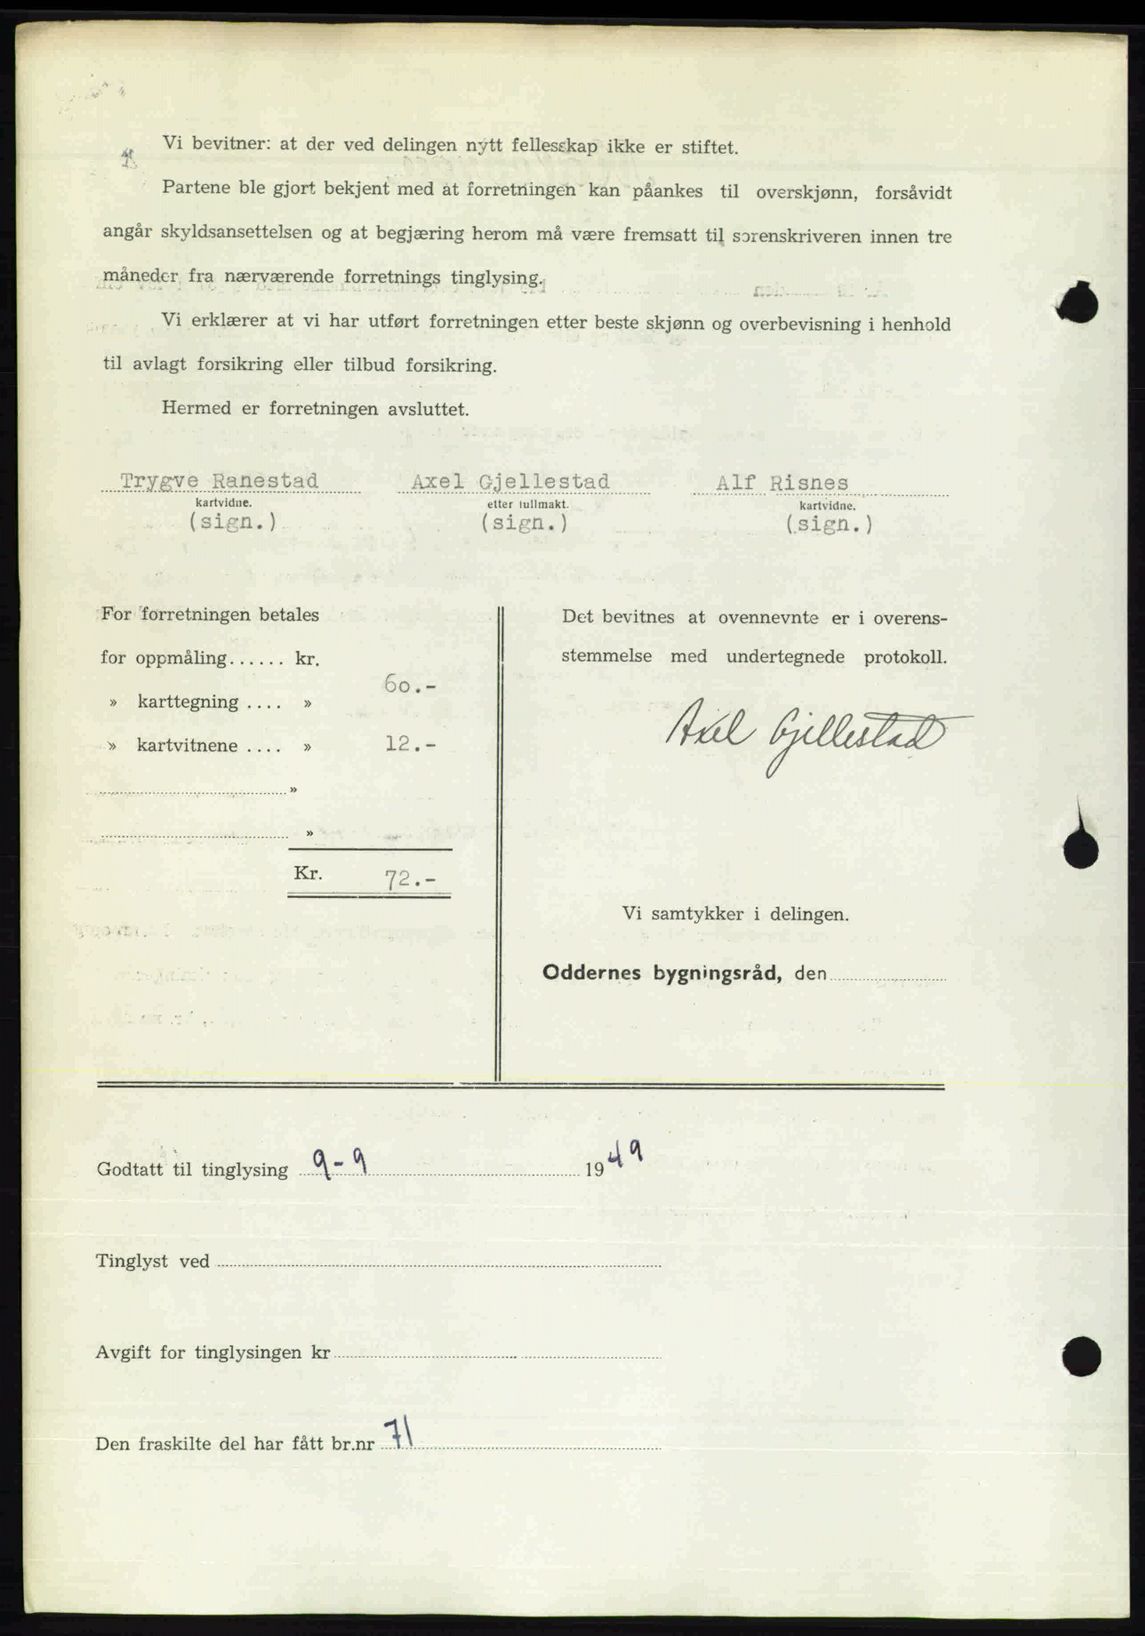 Vi bevitner: at der ved delingen nytt fellesskap ikke er stiftet.
Partene ble gjort bekjent med at forretningen kan påankes til overskjønn, forsåvidt
angår skyldsansettelsen og at begjæring herom må være fremsatt til sorenskriveren innen tre
måneder fra nærværende forretnings tinglysing.
Vi erklærer at vi har utført forretningen etter beste skjønn og overbevisning i henhold
til avlagt forsikring eller tilbud forsikring.
Hermed er forretningen avsluttet.
Trygve Ranestad Axel Gjellestad Alf Risnes
kartvidne. etter fullmakt. kartvidne.
(sign.) (sign.) (sign.)
For forretningen betales
for oppmåling...... kr.
60.-
» karttegning .... »
» kartvitnene .... » 12.-
»
»
Kr. 72.-
Det bevitnes at ovennevnte er i overens-
stemmelse med undertegnede protokoll.
Axel Gjellestad
Vi samtykker i delingen.
Oddernes bygningsråd, den
Godtatt til tinglysing 9-9 1949
Tinglyst ved
Avgift for tinglysingen kr
Den fraskilte del har fått br.nr 71